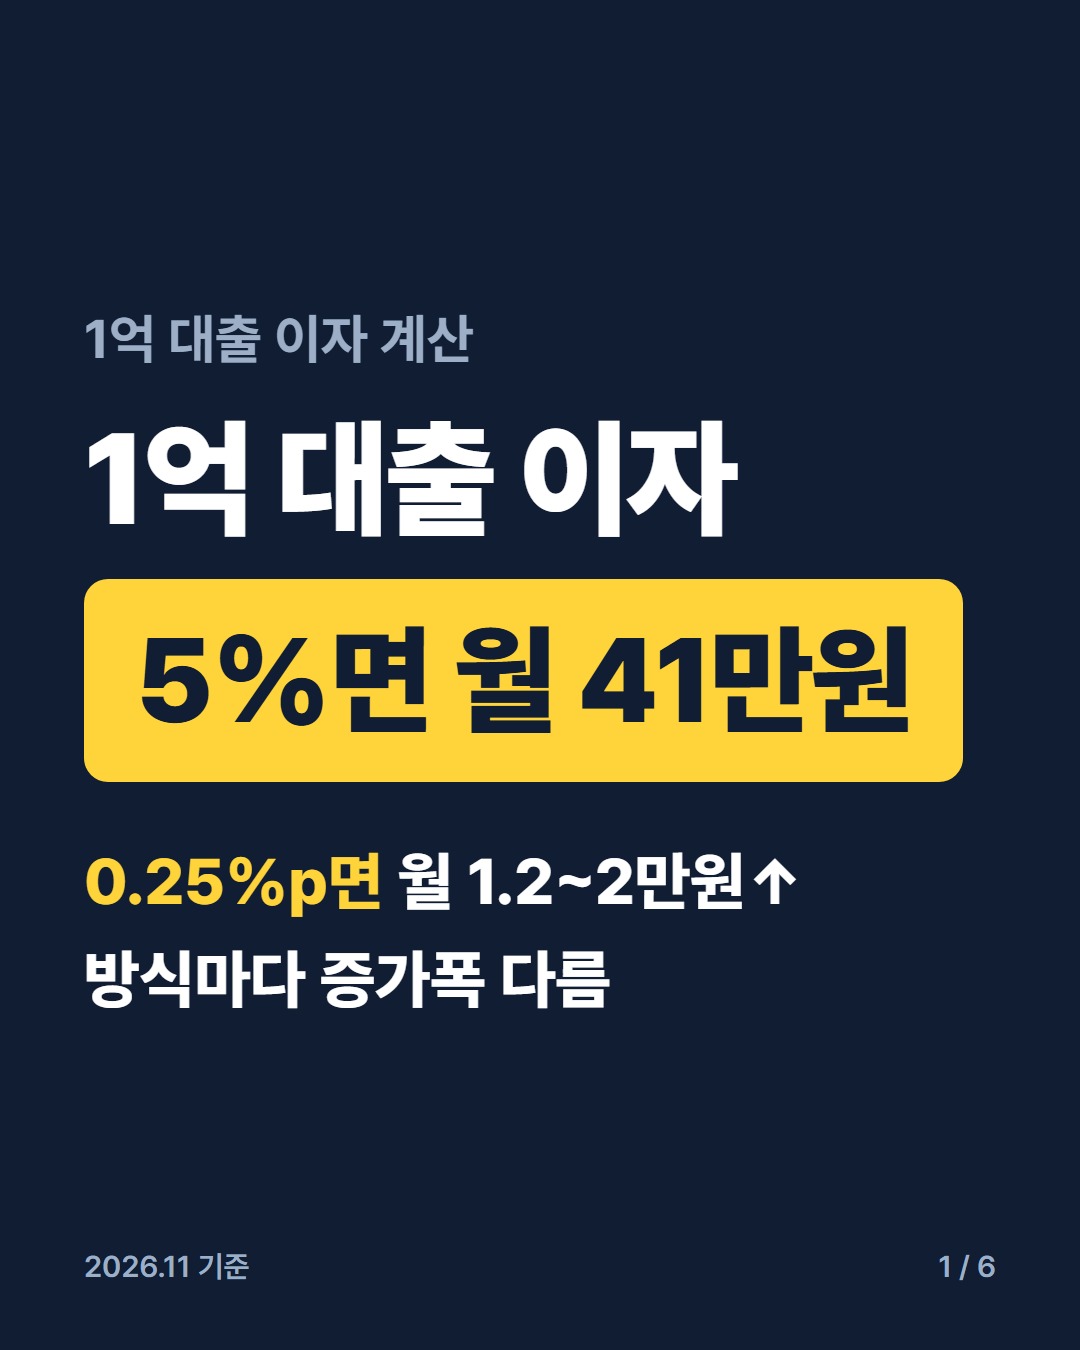 1억 대출 이자 계산
1억 대출 이자
5%면 월 41만원
0.25%p면 월 1.2~2만원↑
방식마다 증가폭 다름
2026.11 기준
1 / 6